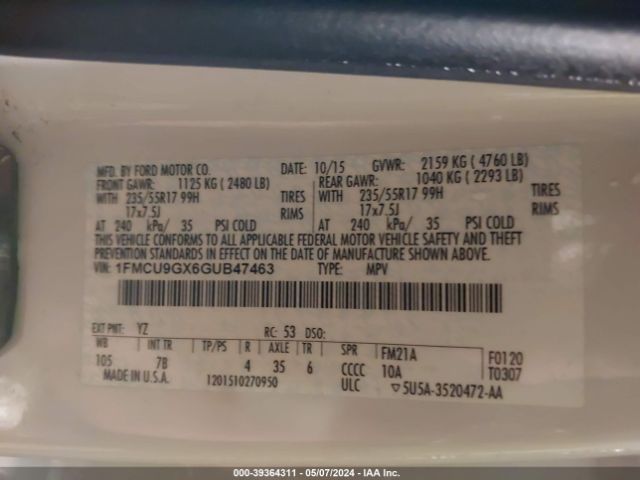 MFD. BY FORD MOTOR CO. DATE: 10/15 GVWR: 2159 KG ( 4760 LB)
FRONT GAWR: 1125 KG ( 2480 LB) REAR GAWR: 1040 KG ( 2293 LB)
WITH 235/55R17 99H TIRES WITH 235/55R17 99H TIRES
17x7.5J RIMS 17x7.5J RIMS
AT 240 kPa/ 35 PSI COLD AT 240 kPa/ 35 PSI COLD
THIS VEHICLE CONFORMS TO ALL APPLICABLE FEDERAL MOTOR VEHICLE SAFETY AND THEFT
PREVENTION STANDARDS IN EFFECT ON THE DATE OF MANUFACTURE SHOWN ABOVE.
VIN: 1FMCU9GX6GUB47463 TYPE: MPV
EXT PNT: YZ RC: 53 DSO:
WB INT TR TP/PS R AXLE TR SPR FM21A F0120
105 7B 4 35 6 CCCC 10A T0307
MADE IN U.S.A. 1201510270950 ULC ▽5U5A-3520472-AA
000-39364311 - 05/07/2024 - IAAI.COM